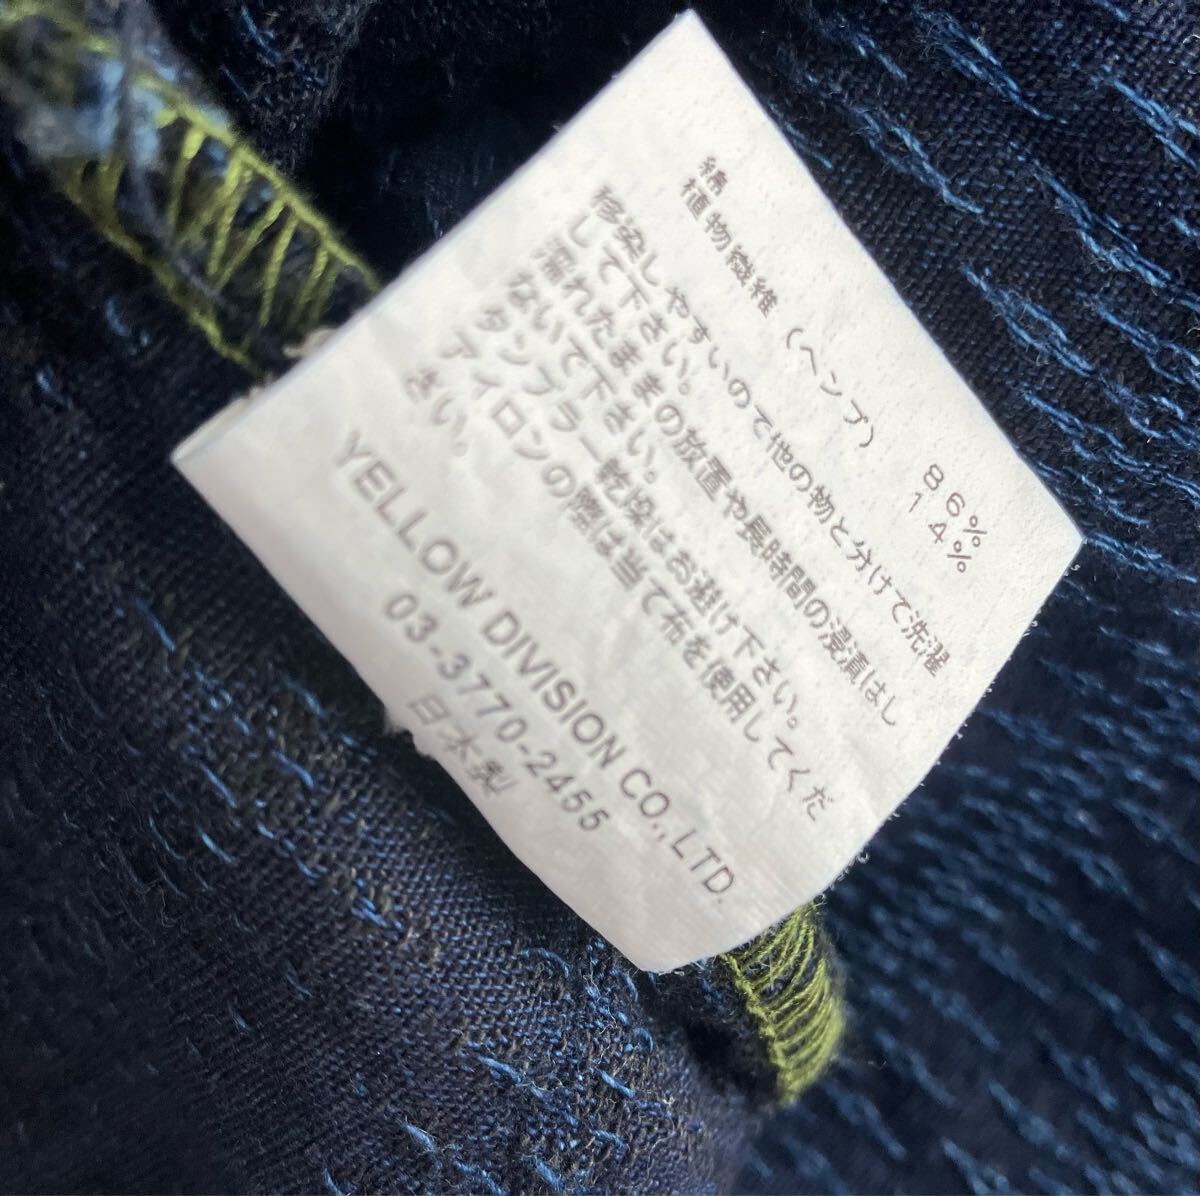 綿 86%
植物繊維（ヘンプ） 14%
移染しやすいので他の物と分けて洗濯
して下さい。
濡れたままの放置や長時間の浸漬はし
ないで下さい。
タンブラー乾燥はお避け下さい。
アイロンの際は当て布を使用してくだ
さい。
YELLOW DIVISION CO.,LTD.
03-3770-2455
日本製